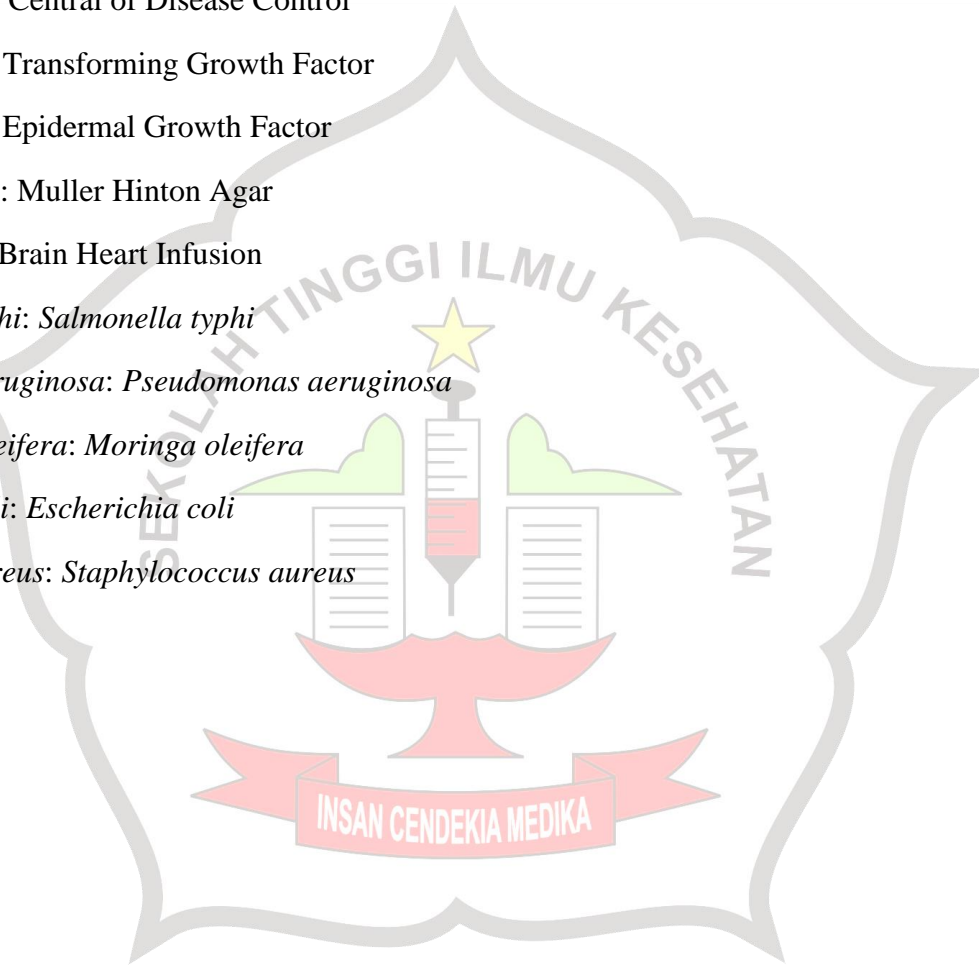 Central of Disease Control
Transforming Growth Factor
Epidermal Growth Factor
: Muller Hinton Agar
Brain Heart Infusion
hi: Salmonella typhi
ruginosa: Pseudomonas aeruginosa
eifera: Moringa oleifera
i: Escherichia coli
reus: Staphylococcus aureus
SEKOLAH TINGGI ILMU KESEHATAN
INSAN CENDEKIA MEDIKA